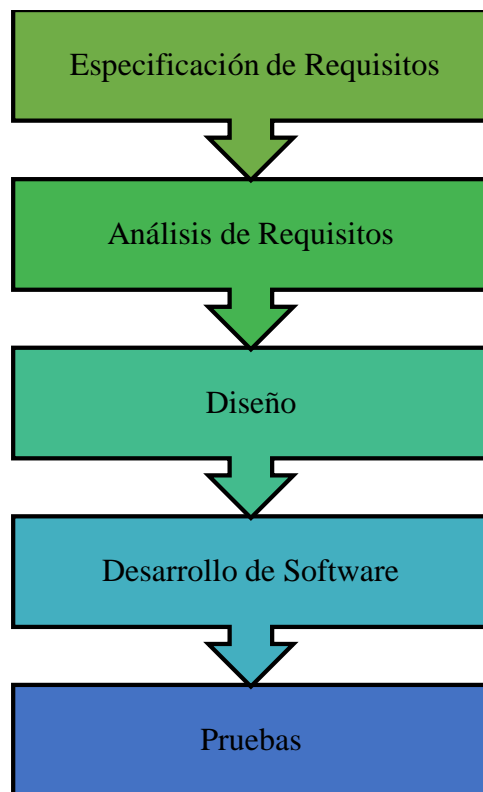 Especificación de Requisitos
Análisis de Requisitos
Diseño
Desarrollo de Software
Pruebas